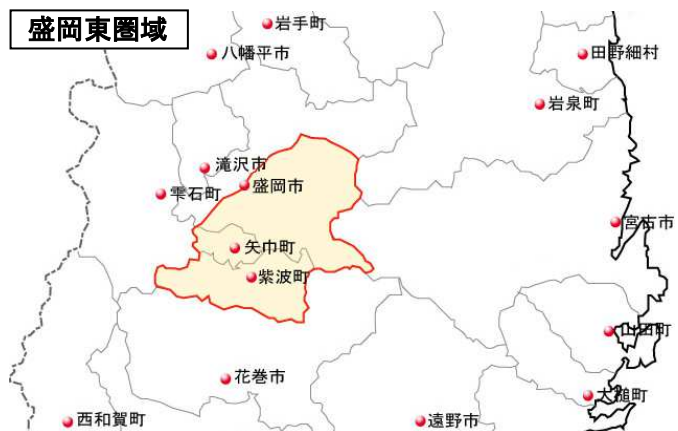 盛岡東圏域
岩手町
八幡平市
田野細村
岩泉町
滝沢市
盛岡市
雫石町
宮古市
矢巾町
紫波町
山田町
花巻市
大槌町
西和賀町
遠野市